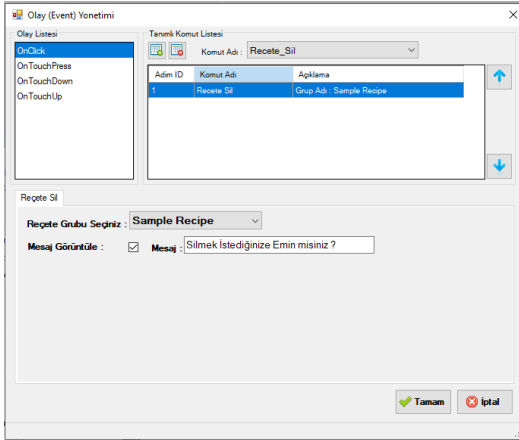 Olay (Event) Yonetimi
Olay Listesi
OnClick
OnTouchPress
OnTouchDown
OnTouchUp
Tanımlı Komut Listesi
Komut Adı : Recete_Sil
Adim ID Komut Adı Açıklama
1 Recete Sil Grup Adı : Sample Recipe
Reçete Sil
Reçete Grubu Seçiniz : Sample Recipe
Mesaj Görüntüle : Mesaj : Silmek İstediğinize Emin misiniz ?
Tamam
İptal